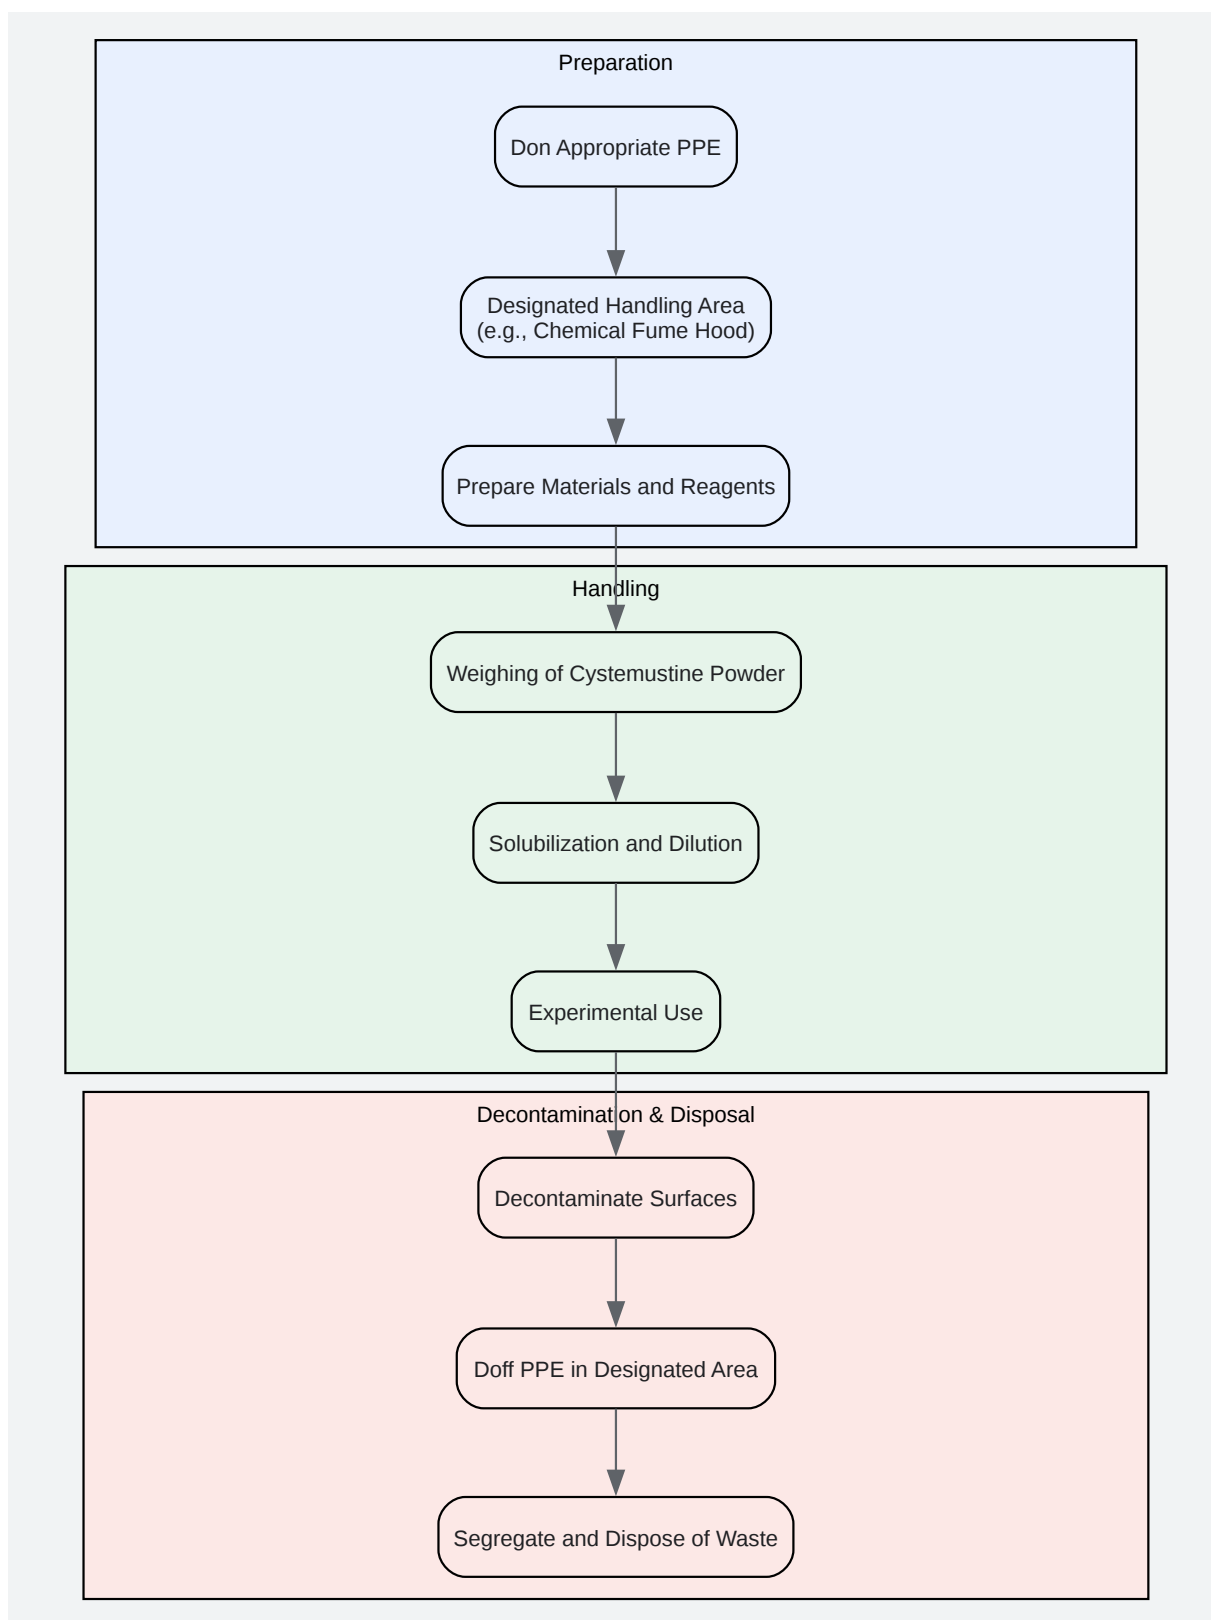 Preparation
Don Appropriate PPE
Designated Handling Area
(e.g., Chemical Fume Hood)
Prepare Materials and Reagents
Handling
Weighing of Cystemustine Powder
Solubilization and Dilution
Experimental Use
Decontamination & Disposal
Decontaminate Surfaces
Doff PPE in Designated Area
Segregate and Dispose of Waste